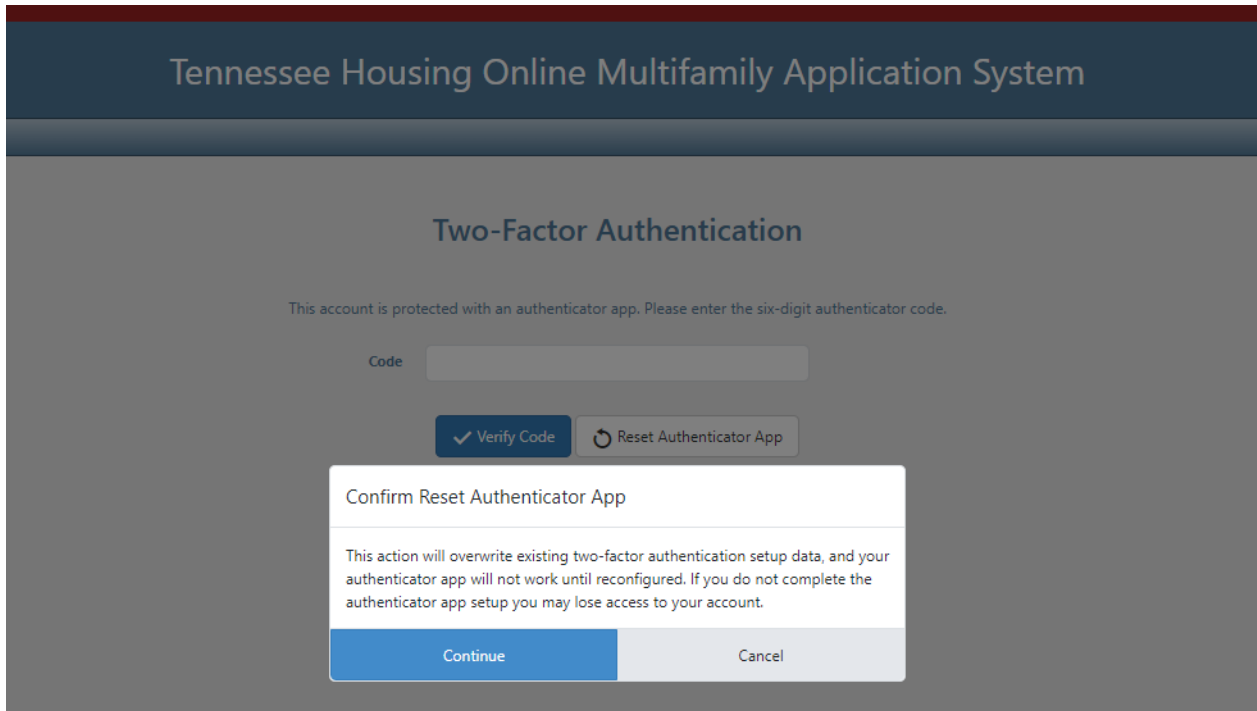 Tennessee Housing Online Multifamily Application System
Two-Factor Authentication
This account is protected with an authenticator app. Please enter the six-digit authenticator code.
Code
Verify Code Reset Authenticator App
Confirm Reset Authenticator App
This action will overwrite existing two-factor authentication setup data, and your
authenticator app will not work until reconfigured. If you do not complete the
authenticator app setup you may lose access to your account.
Continue Cancel